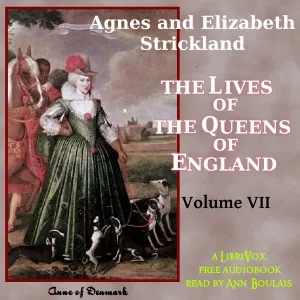 Agnes and Elizabeth
Strickland
THE LIVES
OF
THE QUEENS
OF
ENGLAND
Volume VII
a LIBRIVOX
FREE AUDIOBOOK
READ BY ANN BOULAIS
Anne of Denmark